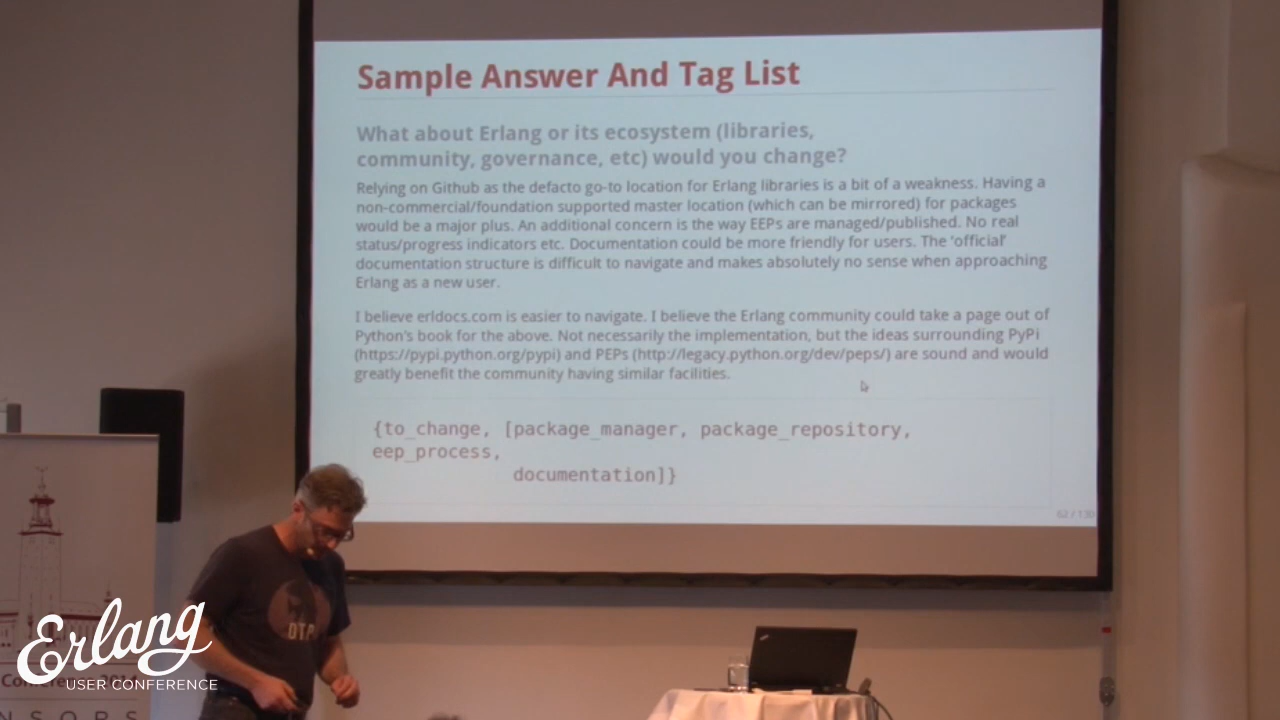 Sample Answer And Tag List
What about Erlang or its ecosystem (libraries,
community, governance, etc) would you change?
Relying on Github as the defacto go-to location for Erlang libraries is a bit of a weakness. Having a
non-commercial/foundation supported master location (which can be mirrored) for packages
would be a major plus. An additional concern is the way EEPs are managed/published. No real
status/progress indicators etc. Documentation could be more friendly for users. The ‘official’
documentation structure is difficult to navigate and makes absolutely no sense when approaching
Erlang as a new user.
I believe erldocs.com is easier to navigate. I believe the Erlang community could take a page out of
Python's book for the above. Not necessarily the implementation, but the ideas surrounding PyPi
(https://pypi.python.org/pypi) and PEPs (http://legacy.python.org/dev/peps/) are sound and would
greatly benefit the community having similar facilities.
{to_change, [package_manager, package_repository,
eep_process,
documentation]}
62 / 130
OTP
Erlang
USER CONFERENCE
NSORS